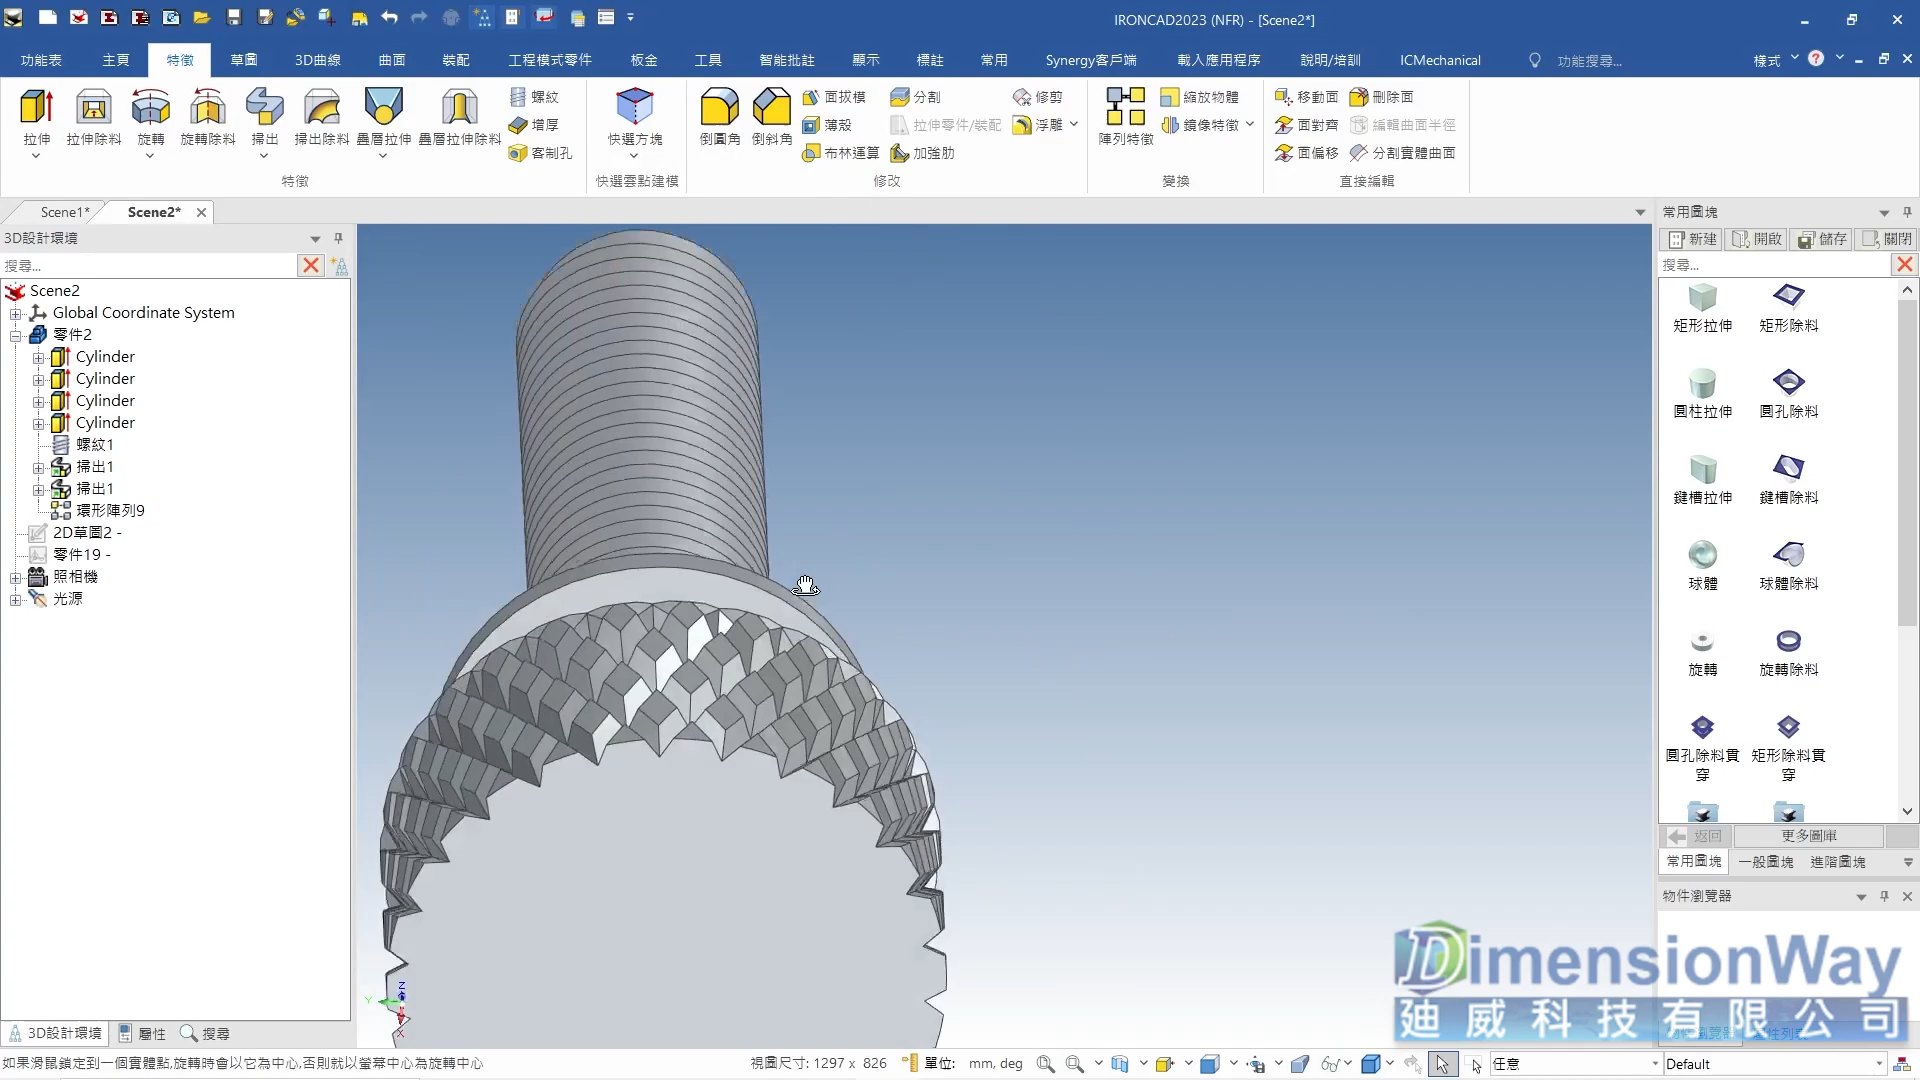 IRONCAD2023 (NFR) - [Scene2*]
功能表 主頁 特徵 草圖 3D曲線 曲面 裝配 工程模式零件 板金 工具 智能批註 顯示 標註 常用 Synergy客戶端 載入應用程序 說明/培訓 ICMechanical 功能搜尋... 樣式
拉伸 拉伸除料 旋轉 旋轉除料 掃出 掃出除料 疊層拉伸 疊層拉伸除料
螺紋
增厚
客制孔
特徵
快選方塊
快選雲點建模
倒圓角 倒斜角
面拔模 分割 修剪
薄殼 拉伸零件/裝配 浮雕
布林運算 加強肋
修改
陣列特徵
縮放物體
鏡像特徵
變換
移動面 刪除面
面對齊 編輯曲面半徑
面偏移 分割實體曲面
直接編輯
Scene1* Scene2*
3D設計環境
搜尋...
Scene2
Global Coordinate System
零件2
Cylinder
Cylinder
Cylinder
Cylinder
螺紋1
掃出1
掃出1
環形陣列9
2D草圖2 -
零件19 -
照相機
光源
Z
Y
X
3D設計環境 屬性 搜尋
常用圖塊
新建 開啟 儲存 關閉
搜尋...
矩形拉伸 矩形除料
圓柱拉伸 圓孔除料
鍵槽拉伸 鍵槽除料
球體 球體除料
旋轉 旋轉除料
圓孔除料貫穿 矩形除料貫穿
返回 更多圖庫
常用圖塊 一般圖塊 進階圖塊
物件瀏覽器
DimensionWay
廸威科技有限公司
如果滑鼠鎖定到一個實體點,旋轉時會以它為中心,否則就以螢幕中心為旋轉中心
視圖尺寸: 1297 x 826 單位: mm, deg 任意 Default